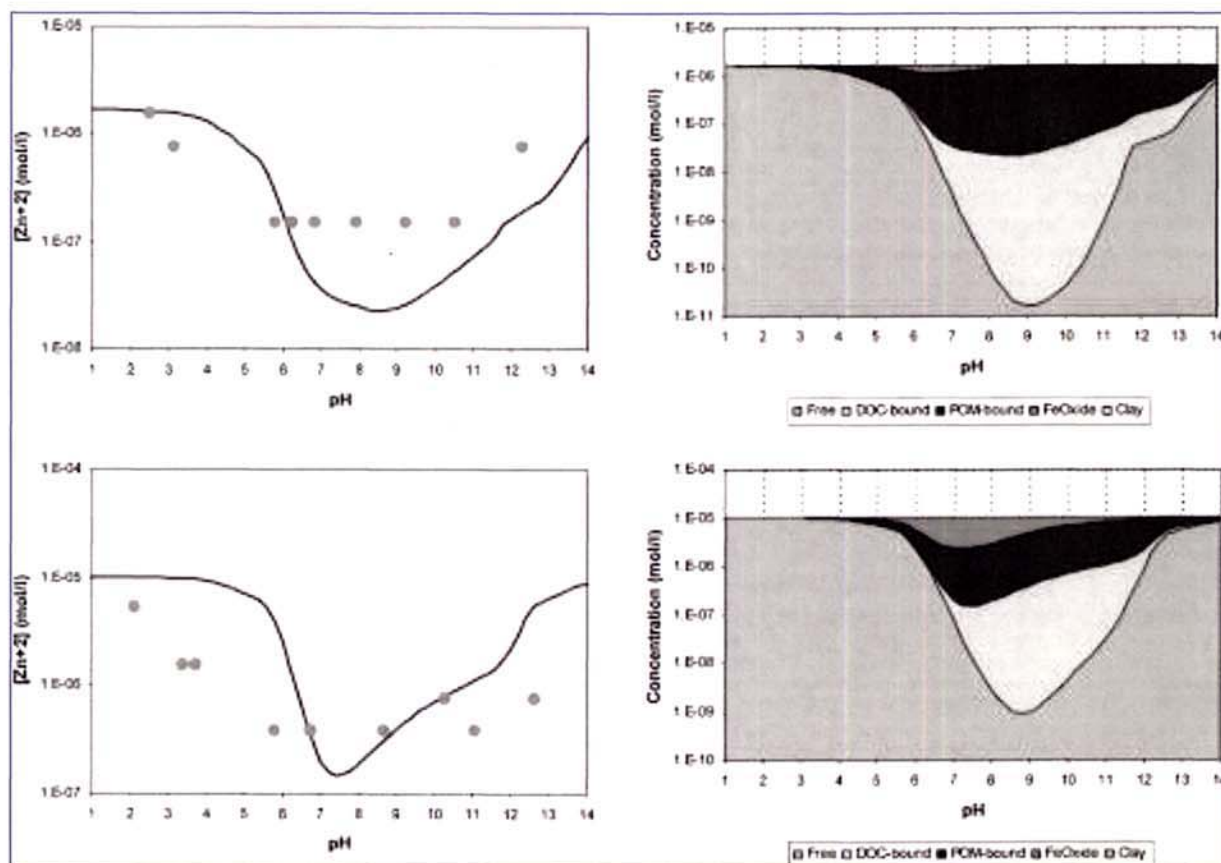 1.E-05
1.E-06
1.E-07
1.E-08
[Zn+2] (mol/l)
1 2 3 4 5 6 7 8 9 10 11 12 13 14
pH
1.E-05
1.E-06
1.E-07
1.E-08
1.E-09
1.E-10
1.E-11
Concentration (mol/l)
1 2 3 4 5 6 7 8 9 10 11 12 13 14
pH
Free DOC-bound POM-bound FeOxide Clay
1.E-04
1.E-05
1.E-06
1.E-07
[Zn+2] (mol/l)
1 2 3 4 5 6 7 8 9 10 11 12 13 14
pH
1.E-04
1.E-05
1.E-06
1.E-07
1.E-08
1.E-09
1.E-10
Concentration (mol/l)
1 2 3 4 5 6 7 8 9 10 11 12 13 14
pH
Free DOC-bound POM-bound FeOxide Clay